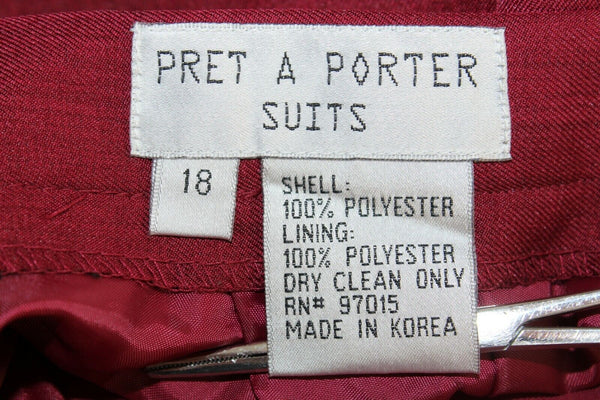 PRET A PORTER
SUITS
18
SHELL:
100% POLYESTER
LINING:
100% POLYESTER
DRY CLEAN ONLY
RN# 97015
MADE IN KOREA